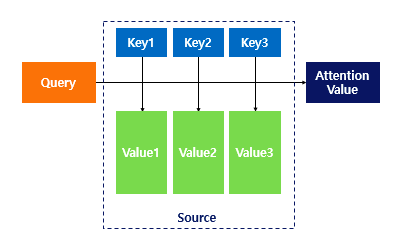 Key1 Key2 Key3
Query
Attention
Value
Value1 Value2 Value3
Source